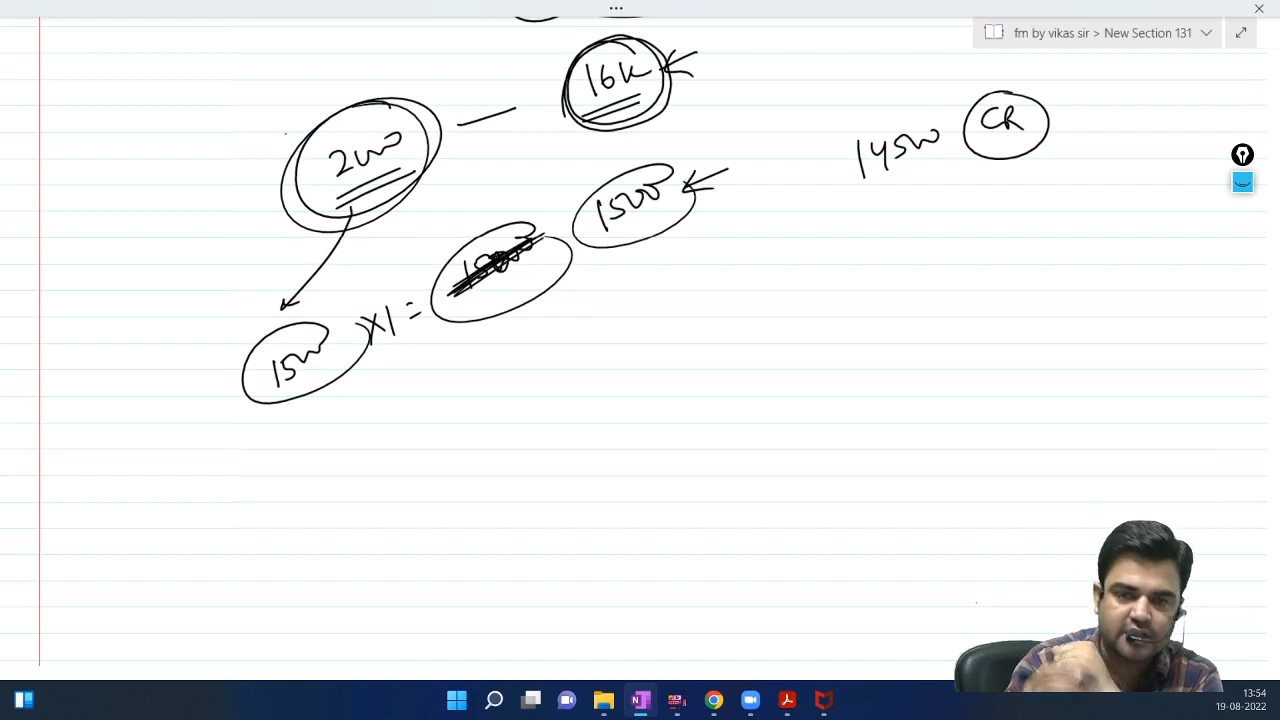 fm by vikas sir > New Section 131
16k
2000 —
14500 CR
1500
1500 X1 =
13:54
19-08-2022